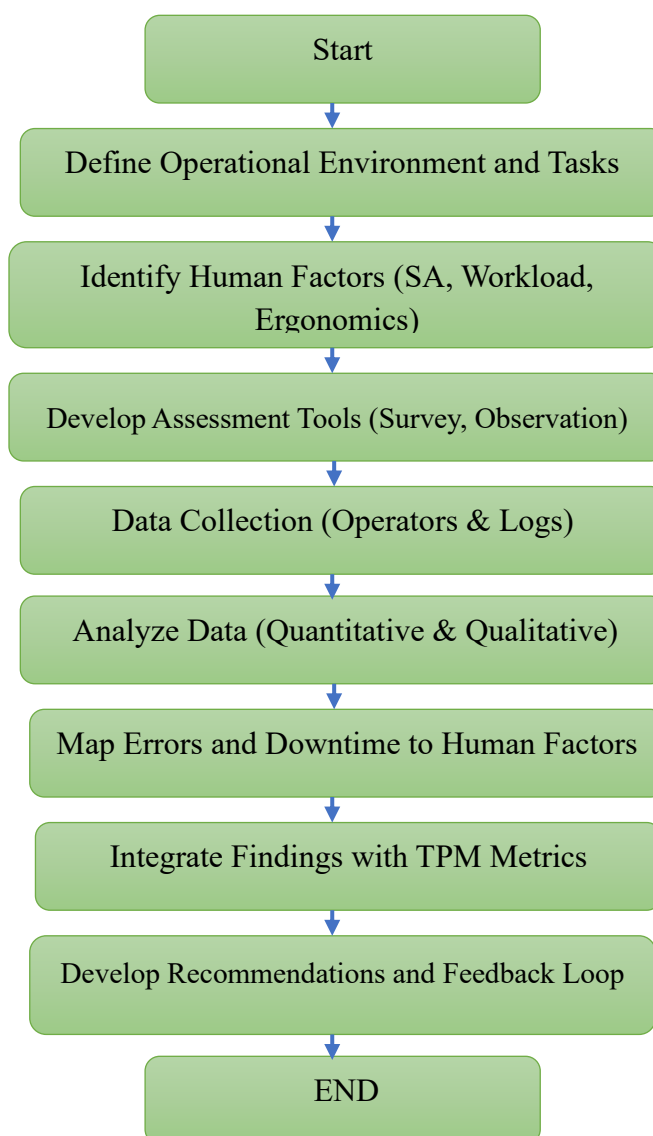 Start
Define Operational Environment and Tasks
Identify Human Factors (SA, Workload,
Ergonomics)
Develop Assessment Tools (Survey, Observation)
Data Collection (Operators & Logs)
Analyze Data (Quantitative & Qualitative)
Map Errors and Downtime to Human Factors
Integrate Findings with TPM Metrics
Develop Recommendations and Feedback Loop
END